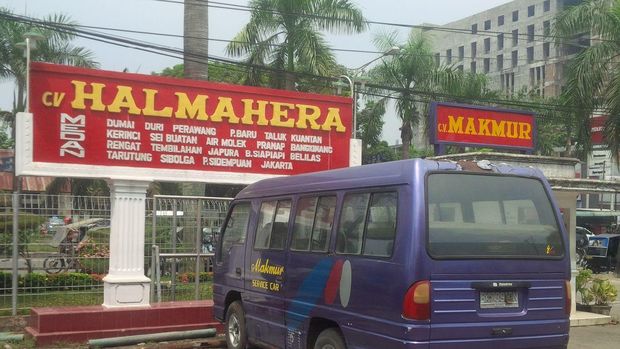 CV HALMAHERA
MEDAN
DUMAI DURI PERAWANG P.BARU TALUK KUANTAN
KERINCI SEI BUATAN AIR MOLEK PRANAP BANGKINANG
RENGAT TEMBILAHAN JAPURA B.SIAPIAPI BELILAS
TARUTUNG SIBOLGA P.SIDEMPUAN JAKARTA
C.V. MAKMUR
Makmur
SERVICE CAR